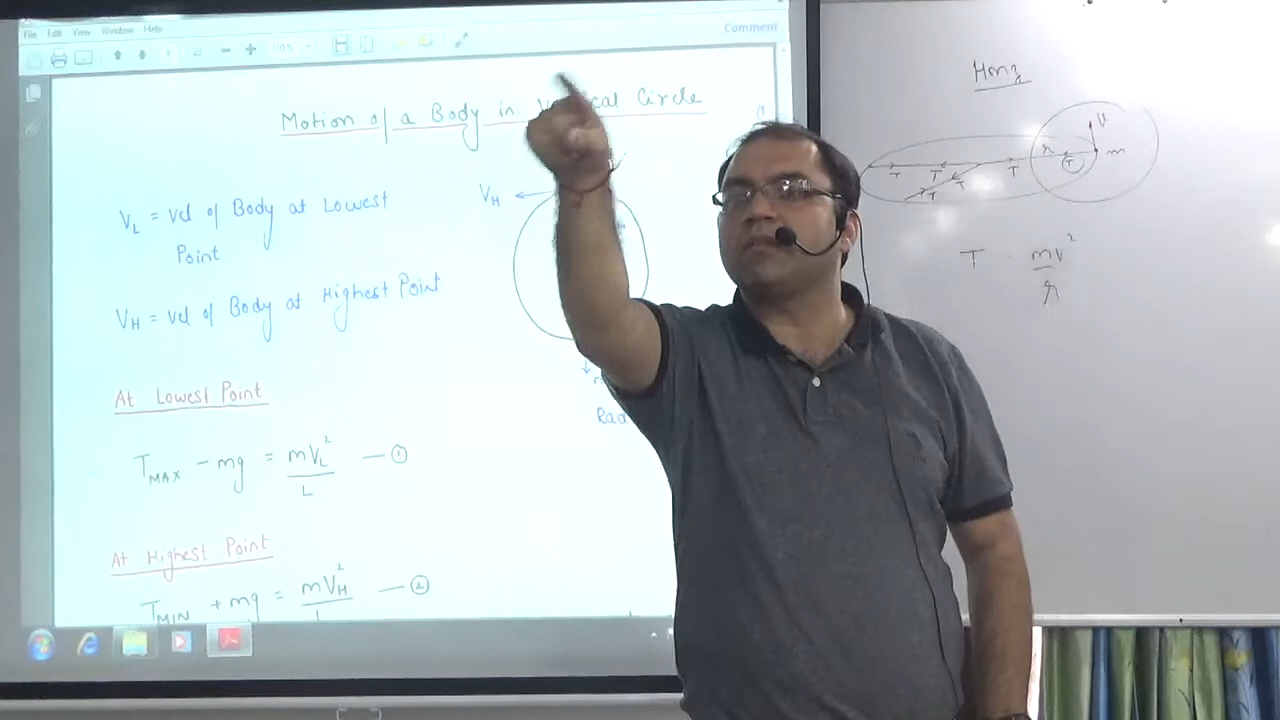 File Edit View Window Help
Comment
Motion of a Body in Circle
V_L = vel of Body at Lowest
Point
V_H = vel of Body at Highest Point
V_H
At Lowest Point
T_MAX - mg = mV_L² / L — ①
At Highest Point
T_MIN + mg = mV_H² / — ②
Horz
r
v
m
T T T T T T
T mv² / r